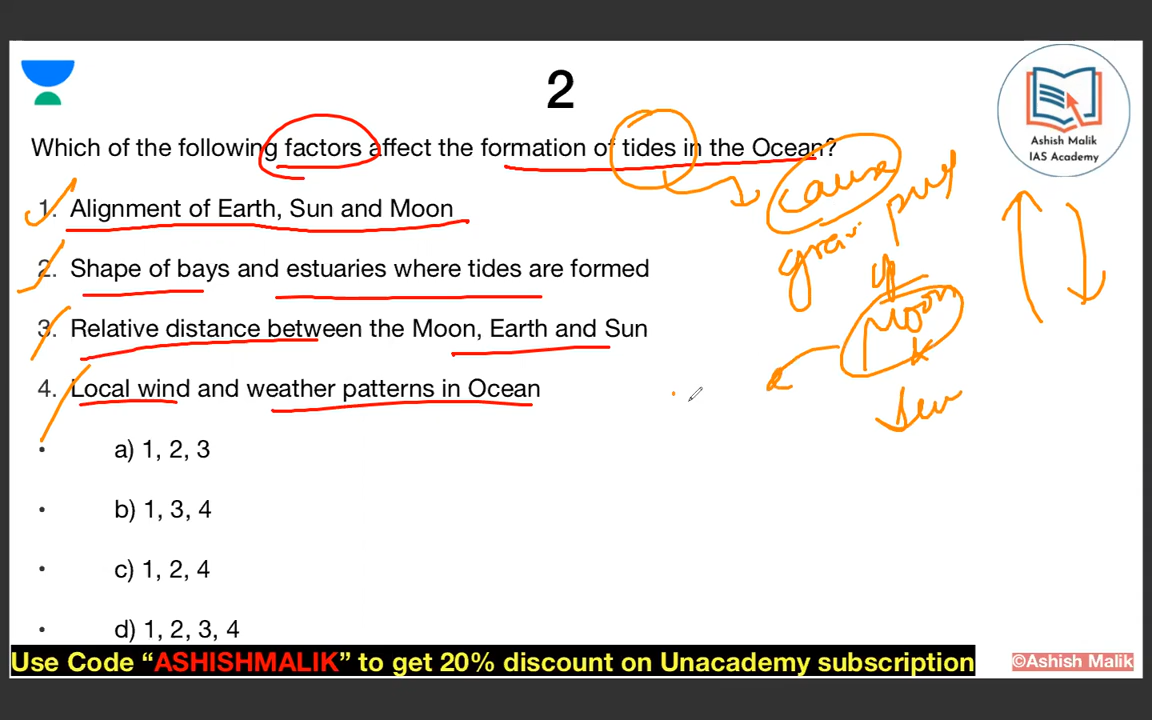 2
Ashish Malik
IAS Academy
Which of the following factors affect the formation of tides in the Ocean?
1. Alignment of Earth, Sun and Moon
2. Shape of bays and estuaries where tides are formed
3. Relative distance between the Moon, Earth and Sun
4. Local wind and weather patterns in Ocean
cause
grav. pull
of
Moon
&
Sun
• a) 1, 2, 3
• b) 1, 3, 4
• c) 1, 2, 4
• d) 1, 2, 3, 4
Use Code “ASHISHMALIK” to get 20% discount on Unacademy subscription
©Ashish Malik